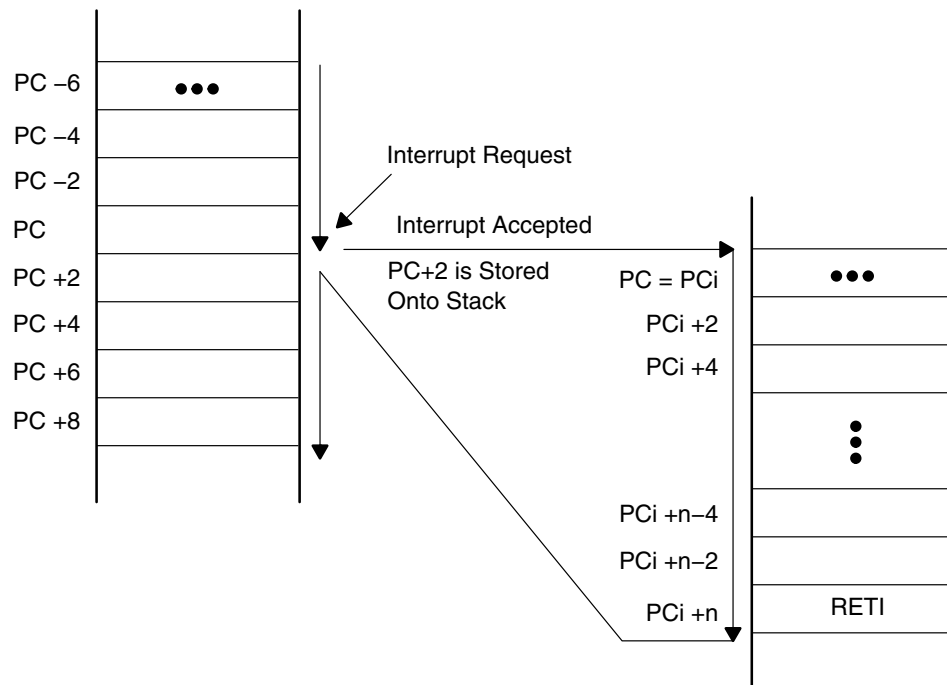 PC −6
PC −4
PC −2
PC
PC +2
PC +4
PC +6
PC +8
Interrupt Request
Interrupt Accepted
PC+2 is Stored
Onto Stack
PC = PCi
PCi +2
PCi +4
PCi +n−4
PCi +n−2
PCi +n
RETI